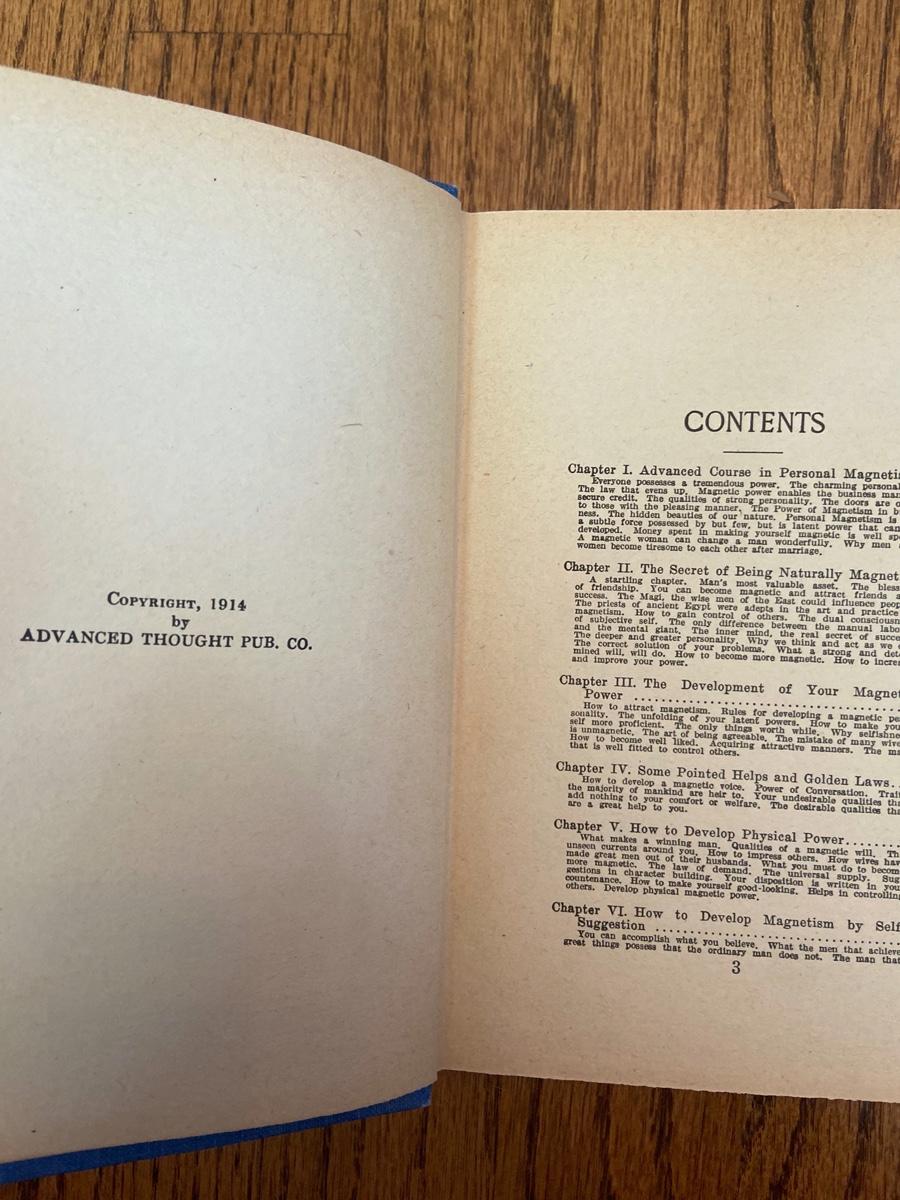 COPYRIGHT, 1914
by
ADVANCED THOUGHT PUB. CO.
CONTENTS
Chapter I. Advanced Course in Personal Magnetis
Everyone possesses a tremendous power. The charming personal
The law that evens up. Magnetic power enables the business man
secure credit. The qualities of strong personality. The doors are o
to those with the pleasing manner. The Power of Magnetism in b
ness. The hidden beauties of our nature. Personal Magnetism is
a subtle force possessed by but few, but is latent power that can
developed. Money spent in making yourself magnetic is well sp
A magnetic woman can change a man wonderfully. Why men
women become tiresome to each other after marriage.
Chapter II. The Secret of Being Naturally Magnet
A startling chapter. Man's most valuable asset. The bless
of friendship. You can become magnetic and attract friends a
success. The Magi, the wise men of the East could influence peop
The priests of ancient Egypt were adepts in the art and practice
magnetism. How to gain control of others. The dual consciousn
of subjective self. The only difference between the manual labo
and the mental giant. The inner mind, the real secret of succe
The deeper and greater personality. Why we think and act as we
The correct solution of your problems. What a strong and det
mined will, will do. How to become more magnetic. How to incre
and improve your power.
Chapter III. The Development of Your Magnet
Power ................................
How to attract magnetism. Rules for developing a magnetic pe
sonality. The unfolding of your latent powers. How to make you
self more proficient. The only things worth while. Why selfishne
is unmagnetic. The art of being agreeable. The mistake of many wive
How to become well liked. Acquiring attractive manners. The ma
that is well fitted to control others.
Chapter IV. Some Pointed Helps and Golden Laws..
How to develop a magnetic voice. Power of Conversation. Trait
the majority of mankind are heir to. Your undesirable qualities tha
add nothing to your comfort or welfare. The desirable qualities tha
are a great help to you.
Chapter V. How to Develop Physical Power.......
What makes a winning man. Qualities of a magnetic will. Th
unseen currents around you. How to impress others. How wives hav
made great men out of their husbands. What you must do to becom
more magnetic. The law of demand. The universal supply. Sug
gestions in character building. Your disposition is written in you
countenance. How to make yourself good-looking. Helps in controlling
others. Develop physical magnetic power.
Chapter VI. How to Develop Magnetism by Self
Suggestion ..............................
You can accomplish what you believe. What the men that achieve
great things possess that the ordinary man does not. The man that
3